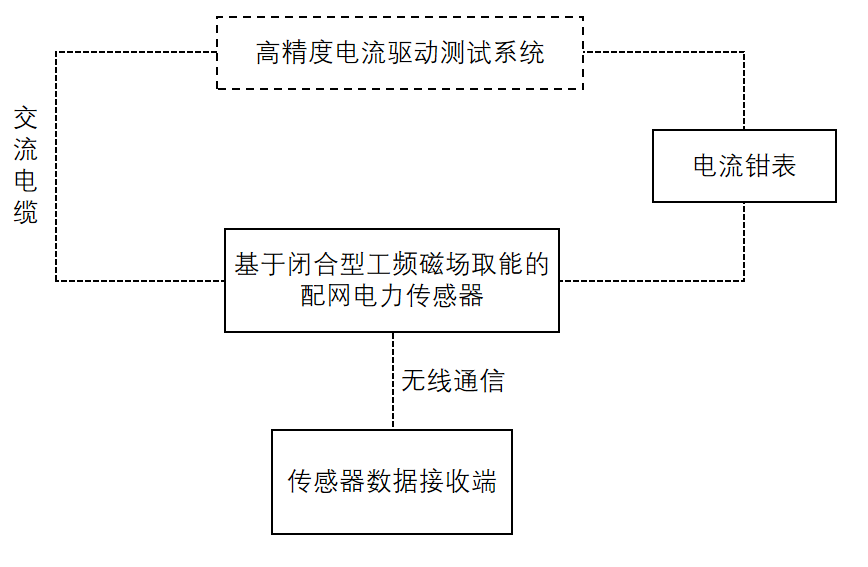 高精度电流驱动测试系统
交流电缆
电流钳表
基于闭合型工频磁场取能的
配网电力传感器
无线通信
传感器数据接收端